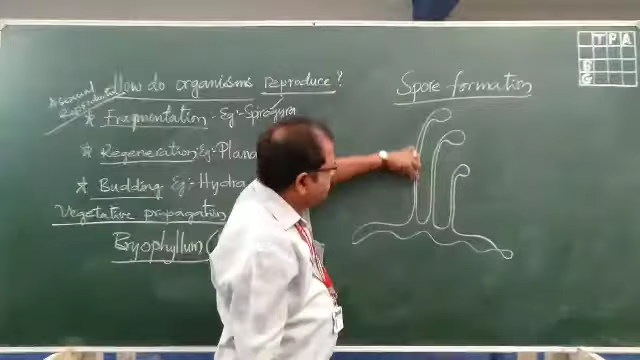 How do organisms reproduce?
Asexual Reproduction
* Fragmentation - Eg:- Spirogyra
* Regeneration: Eg:- Plana
* Budding Eg:- Hydra
Vegetative propagation
Bryophyllum (
Spore formation
T P A
B
G